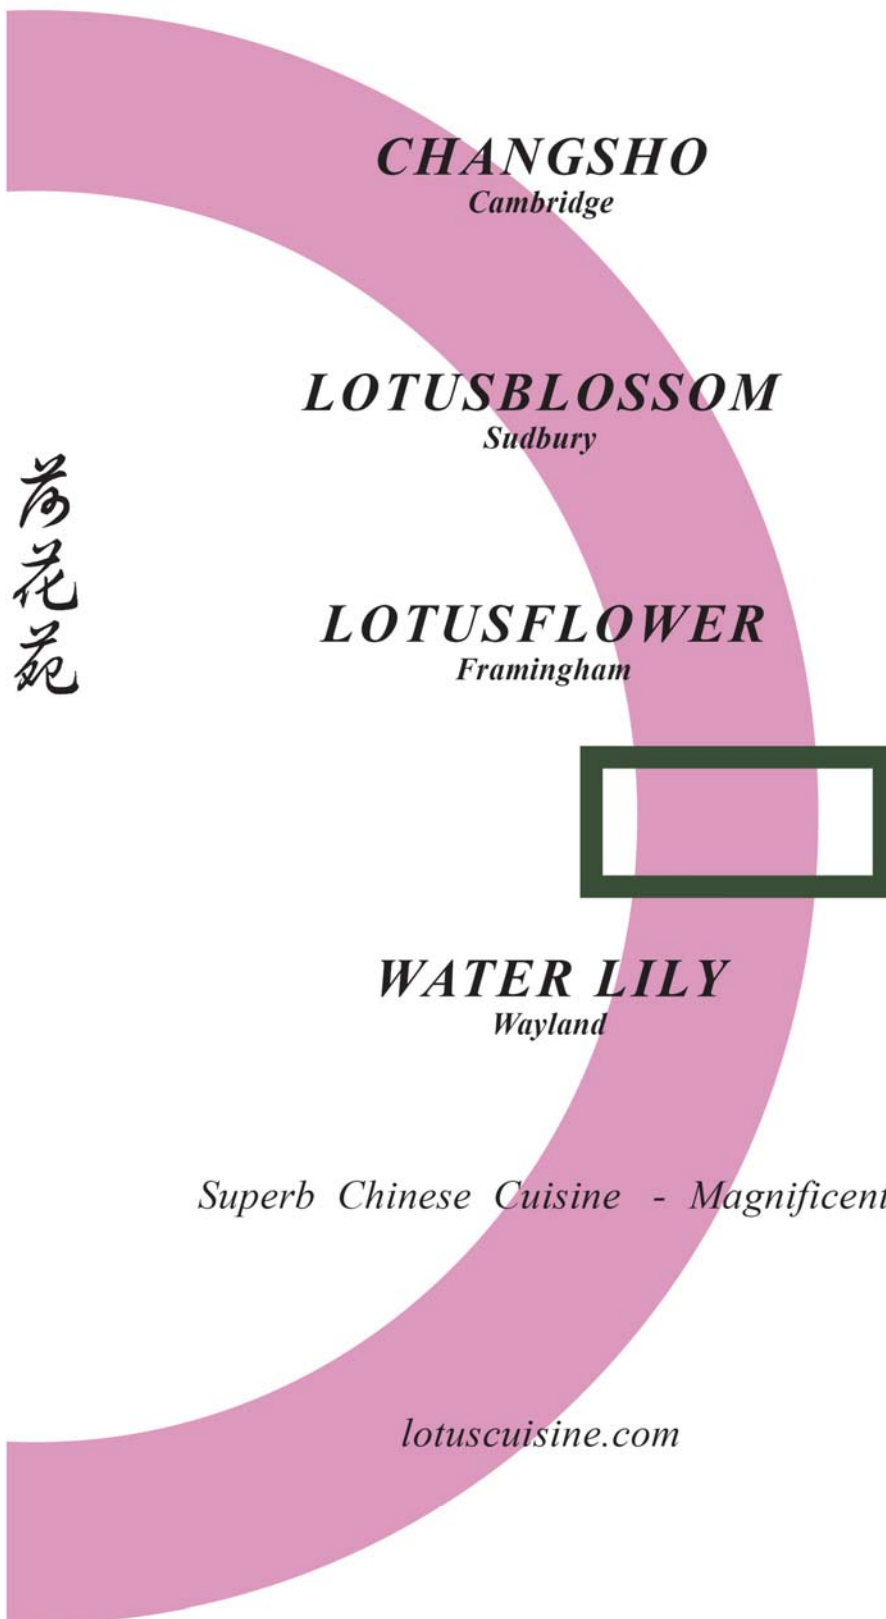 CHANGSHO
Cambridge
LOTUSBLOSSOM
Sudbury
荷花苑
LOTUSFLOWER
Framingham
WATER LILY
Wayland
Superb Chinese Cuisine - Magnificent
lotuscuisine.com